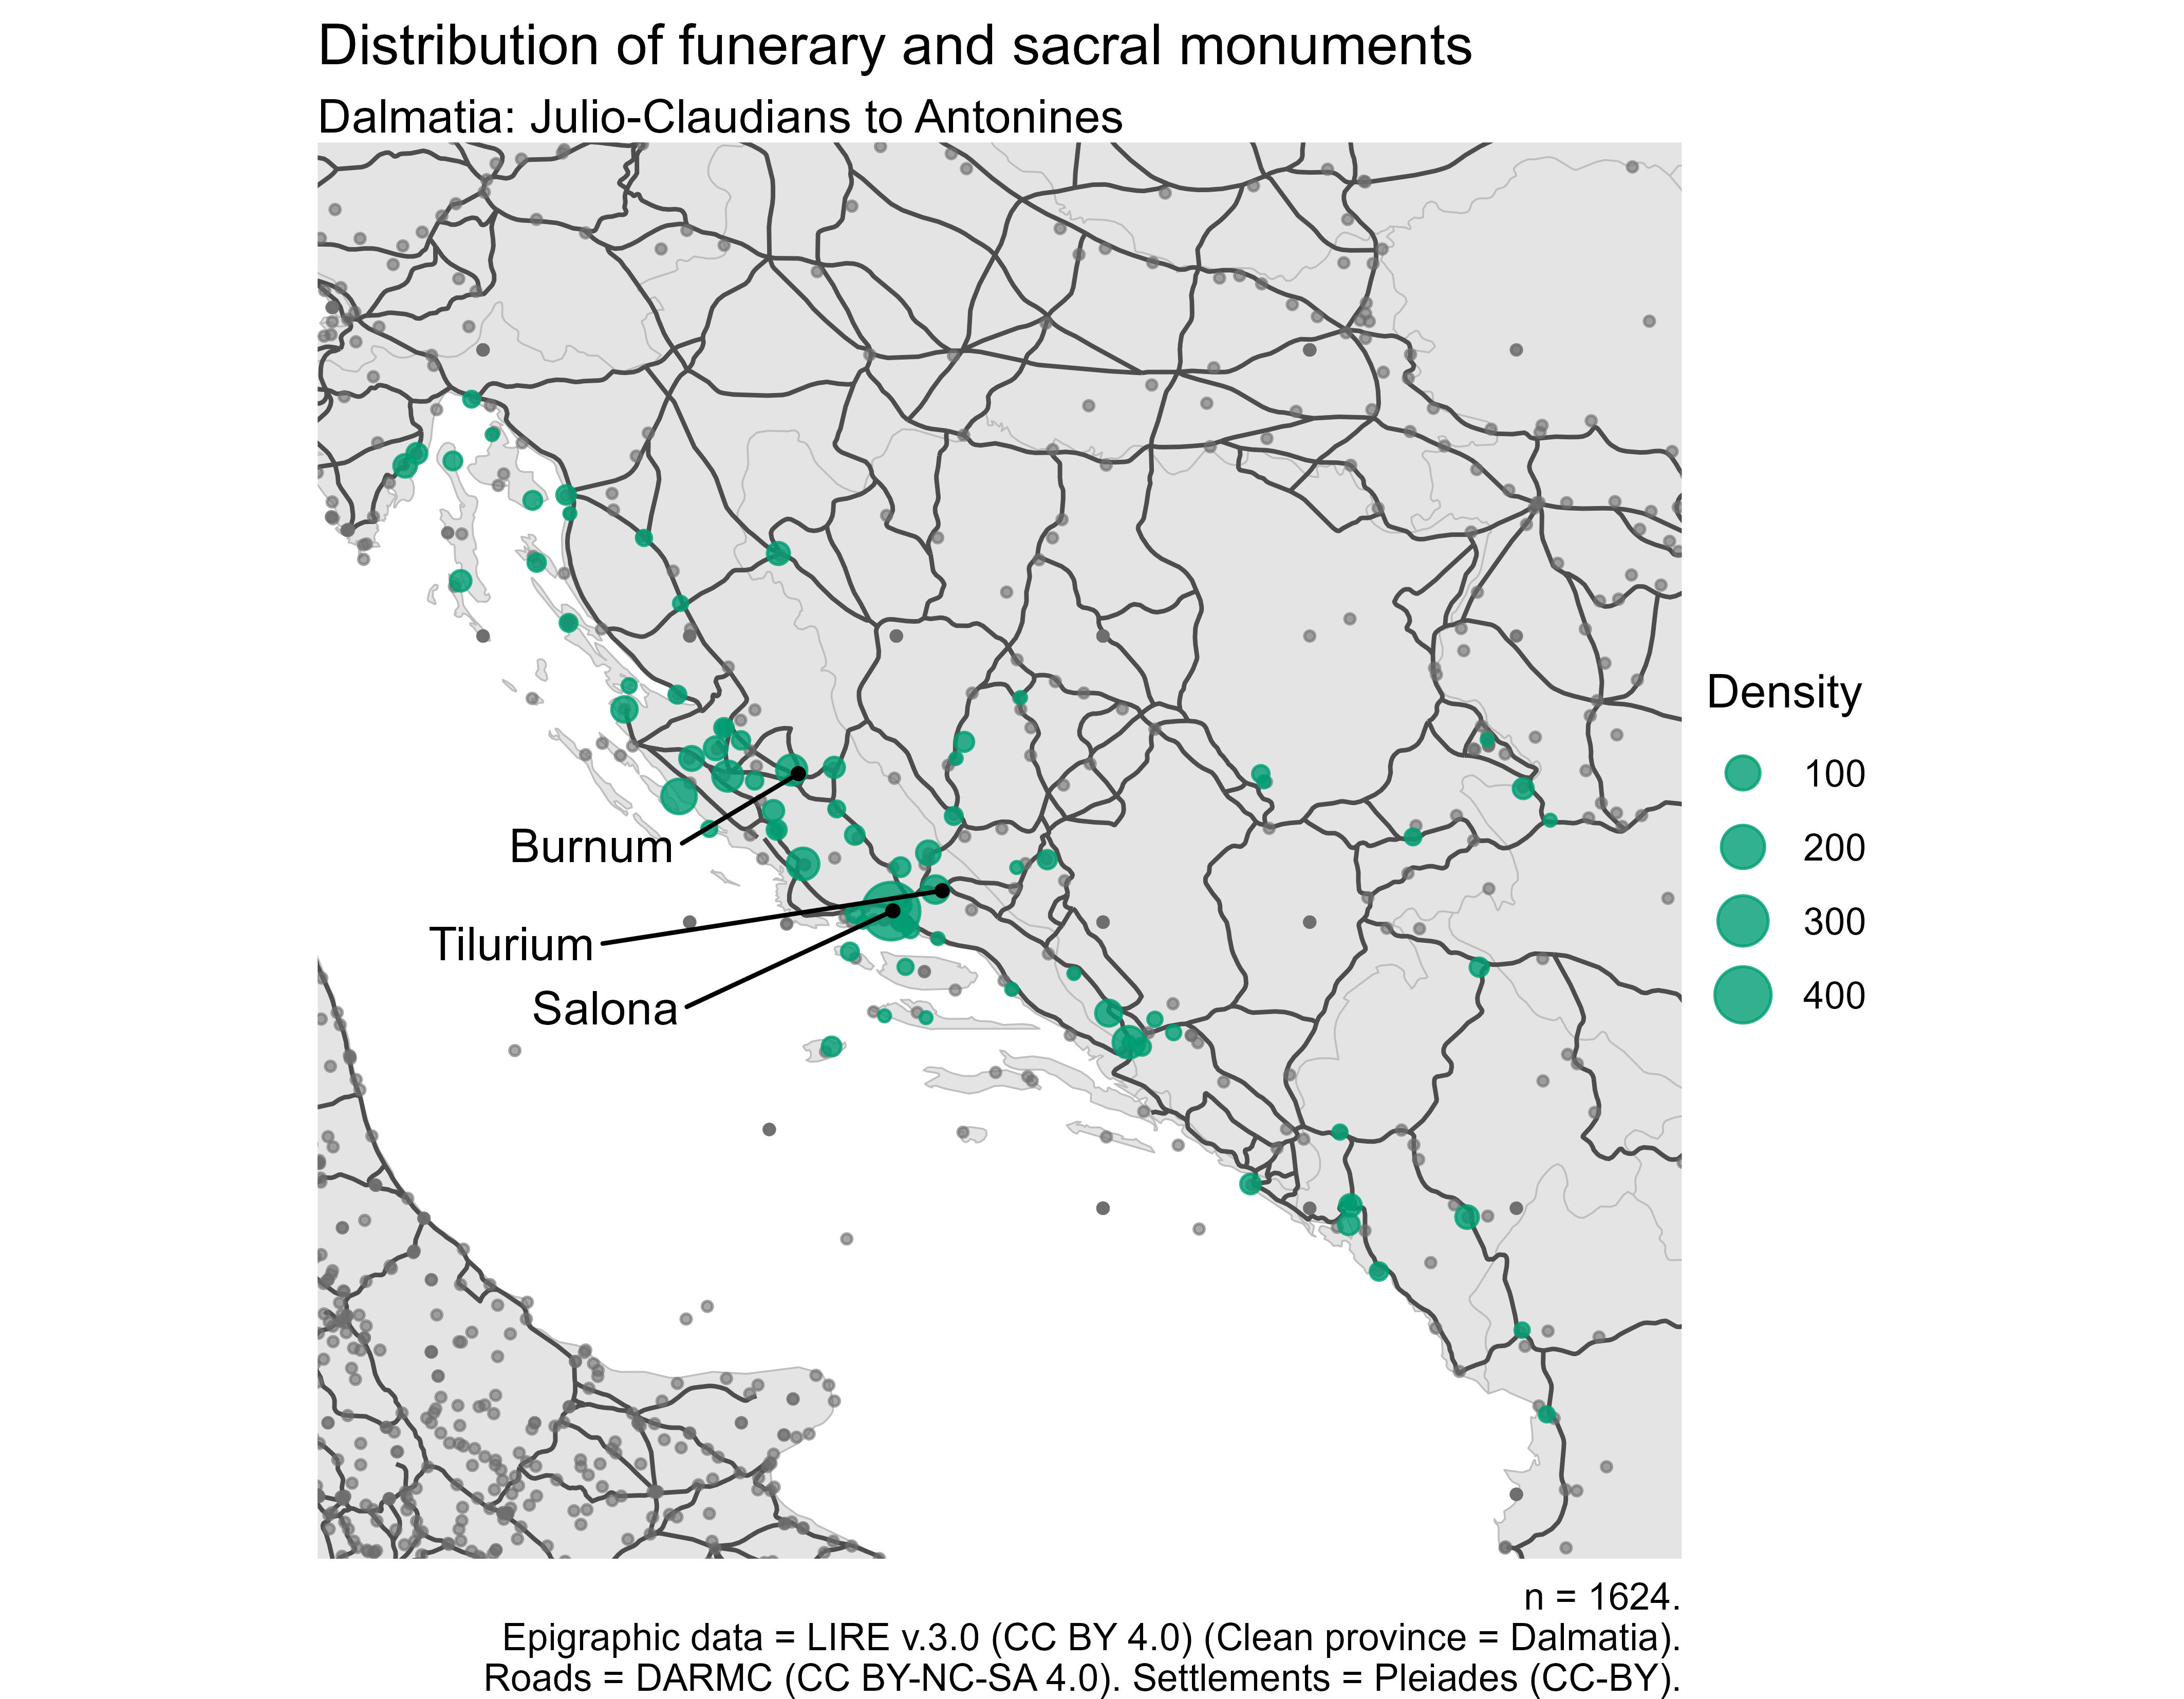 Distribution of funerary and sacral monuments
Dalmatia: Julio-Claudians to Antonines
Density
100
200
300
400
Burnum
Tilurium
Salona
n = 1624.
Epigraphic data = LIRE v.3.0 (CC BY 4.0) (Clean province = Dalmatia).
Roads = DARMC (CC BY-NC-SA 4.0). Settlements = Pleiades (CC-BY).